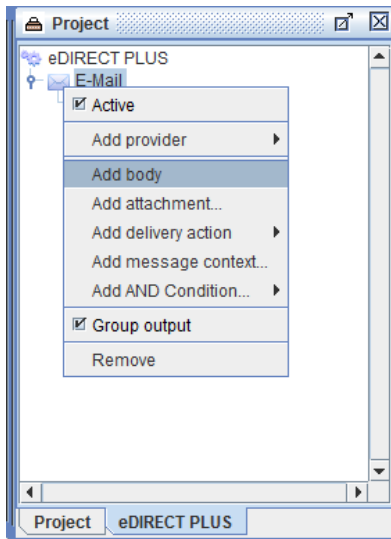 Project
eDIRECT PLUS
E-Mail
Active
Add provider
Add body
Add attachment...
Add delivery action
Add message context...
Add AND Condition...
Group output
Remove
Project eDIRECT PLUS